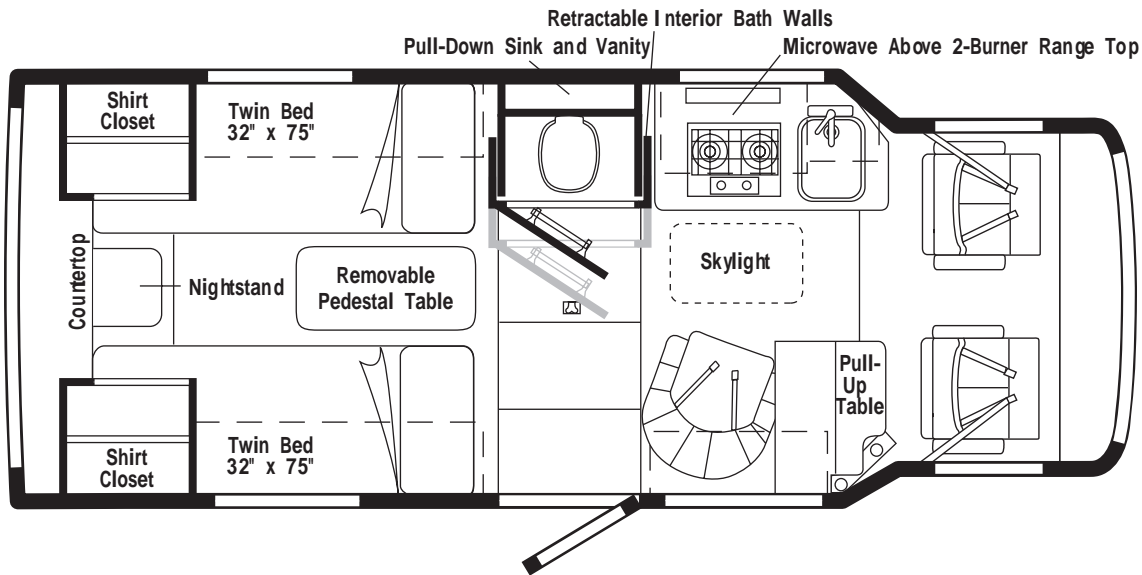 Retractable Interior Bath Walls
Pull-Down Sink and Vanity
Microwave Above 2-Burner Range Top
Shirt
Closet
Twin Bed
32" x 75"
Skylight
Countertop
Nightstand
Removable
Pedestal Table
Pull-
Up
Table
Shirt
Closet
Twin Bed
32" x 75"